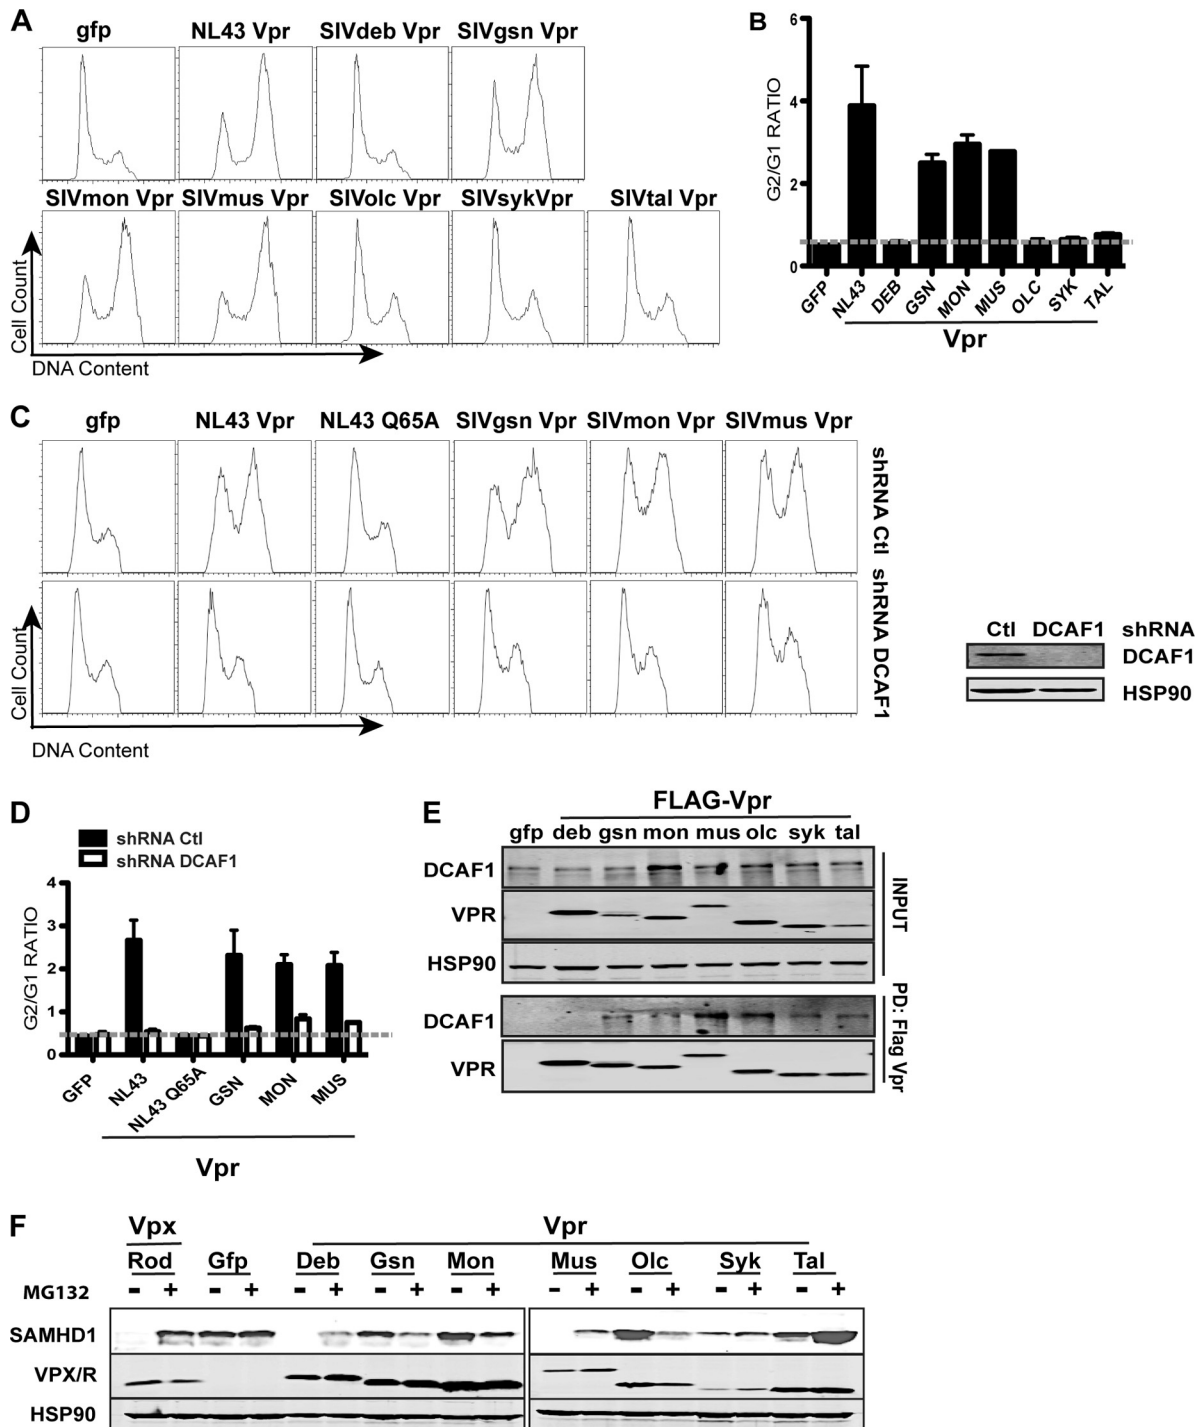 A
gfp NL43 Vpr SIVdeb Vpr SIVgsn Vpr
SIVmon Vpr SIVmus Vpr SIVolc Vpr SIVsykVpr SIVtal Vpr
Cell Count
DNA Content
B
G2/G1 RATIO
6
4
2
0
GFP NL43 DEB GSN MON MUS OLC SYK TAL
Vpr
C
gfp NL43 Vpr NL43 Q65A SIVgsn Vpr SIVmon Vpr SIVmus Vpr
shRNA Ctl
shRNA DCAF1
Cell Count
DNA Content
Ctl DCAF1 shRNA
DCAF1
HSP90
D
shRNA Ctl
shRNA DCAF1
G2/G1 RATIO
4
3
2
1
0
GFP NL43 NL43 Q65A GSN MON MUS
Vpr
E
FLAG-Vpr
gfp deb gsn mon mus olc syk tal
DCAF1
VPR
HSP90
INPUT
DCAF1
VPR
PD: Flag Vpr
F
Vpx Vpr
Rod Gfp Deb Gsn Mon Mus Olc Syk Tal
MG132 - + - + - + - + - + - + - + - + - +
SAMHD1
VPX/R
HSP90